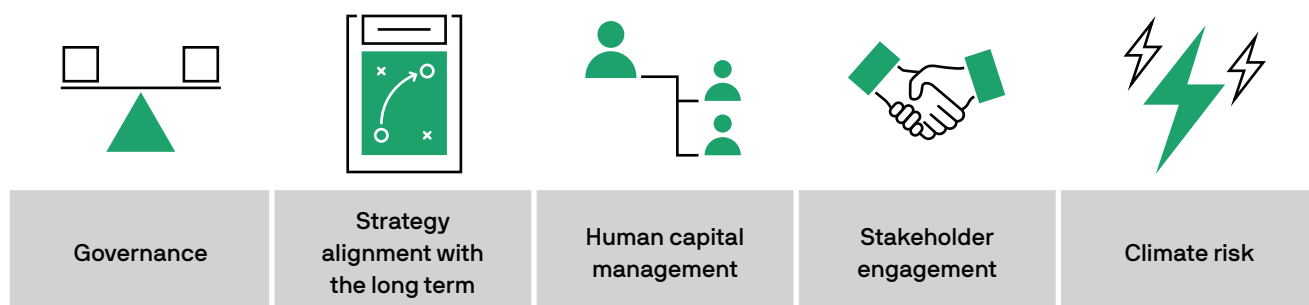 Governance
Strategy
alignment with
the long term
Human capital
management
Stakeholder
engagement
Climate risk